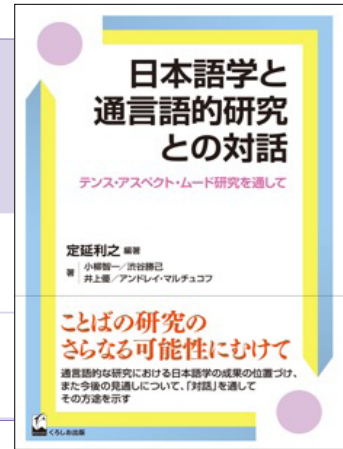 日本語学と
通言語的研究
との対話
テンス・アスペクト・ムード研究を通して
定延利之 編著
著 小柳智一/渋谷勝己
井上優/アンドレイ・マルチュコフ
ことばの研究の
さらなる可能性にむけて
通言語的な研究における日本語学の成果の位置づけ、
また今後の見通しについて、「対話」を通して
その方途を示す
くろしお出版